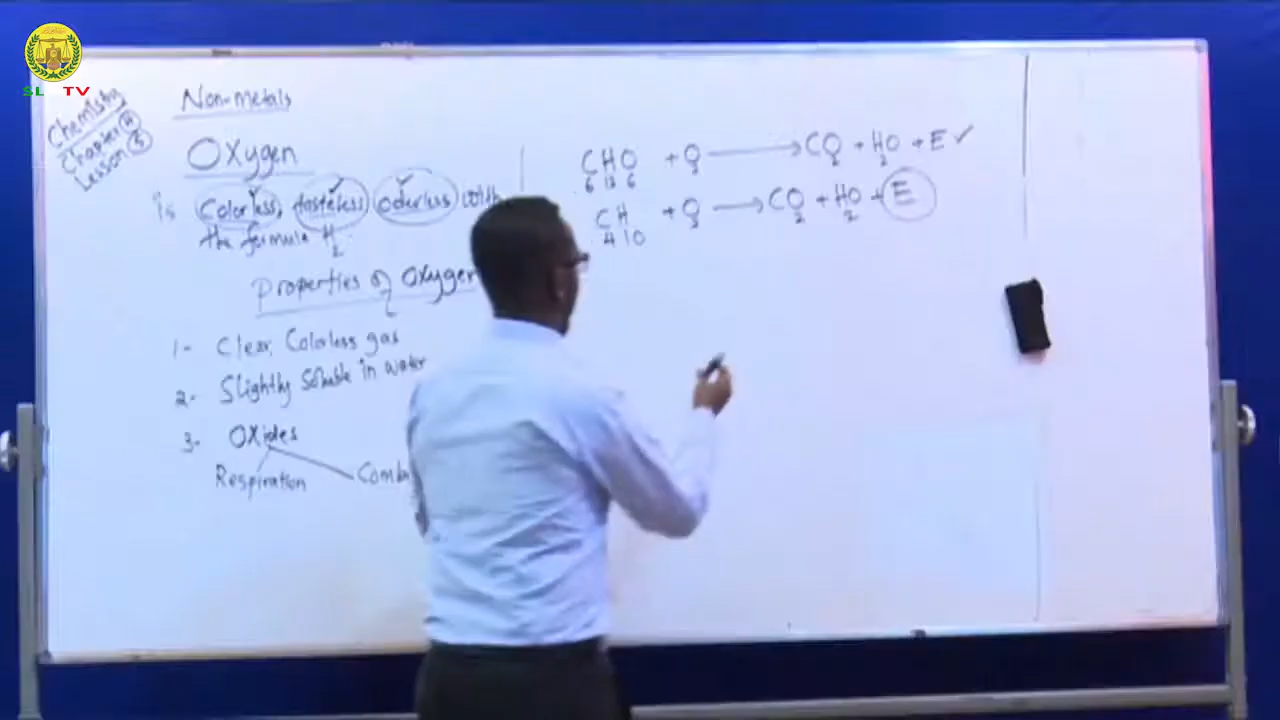 SL TV
Chemistry
Chapter 4
Lesson 3
Non-metals
Oxygen
is Colorless, tasteless, oderless with
the formula H2
properties of Oxygen
1- Clear, Colorless gas
2- Slightly Soluble in water
3- Oxides
Respiration
C6H12O6 + O2 → CO2 + H2O + E ✓
C4H10 + O2 → CO2 + H2O + E